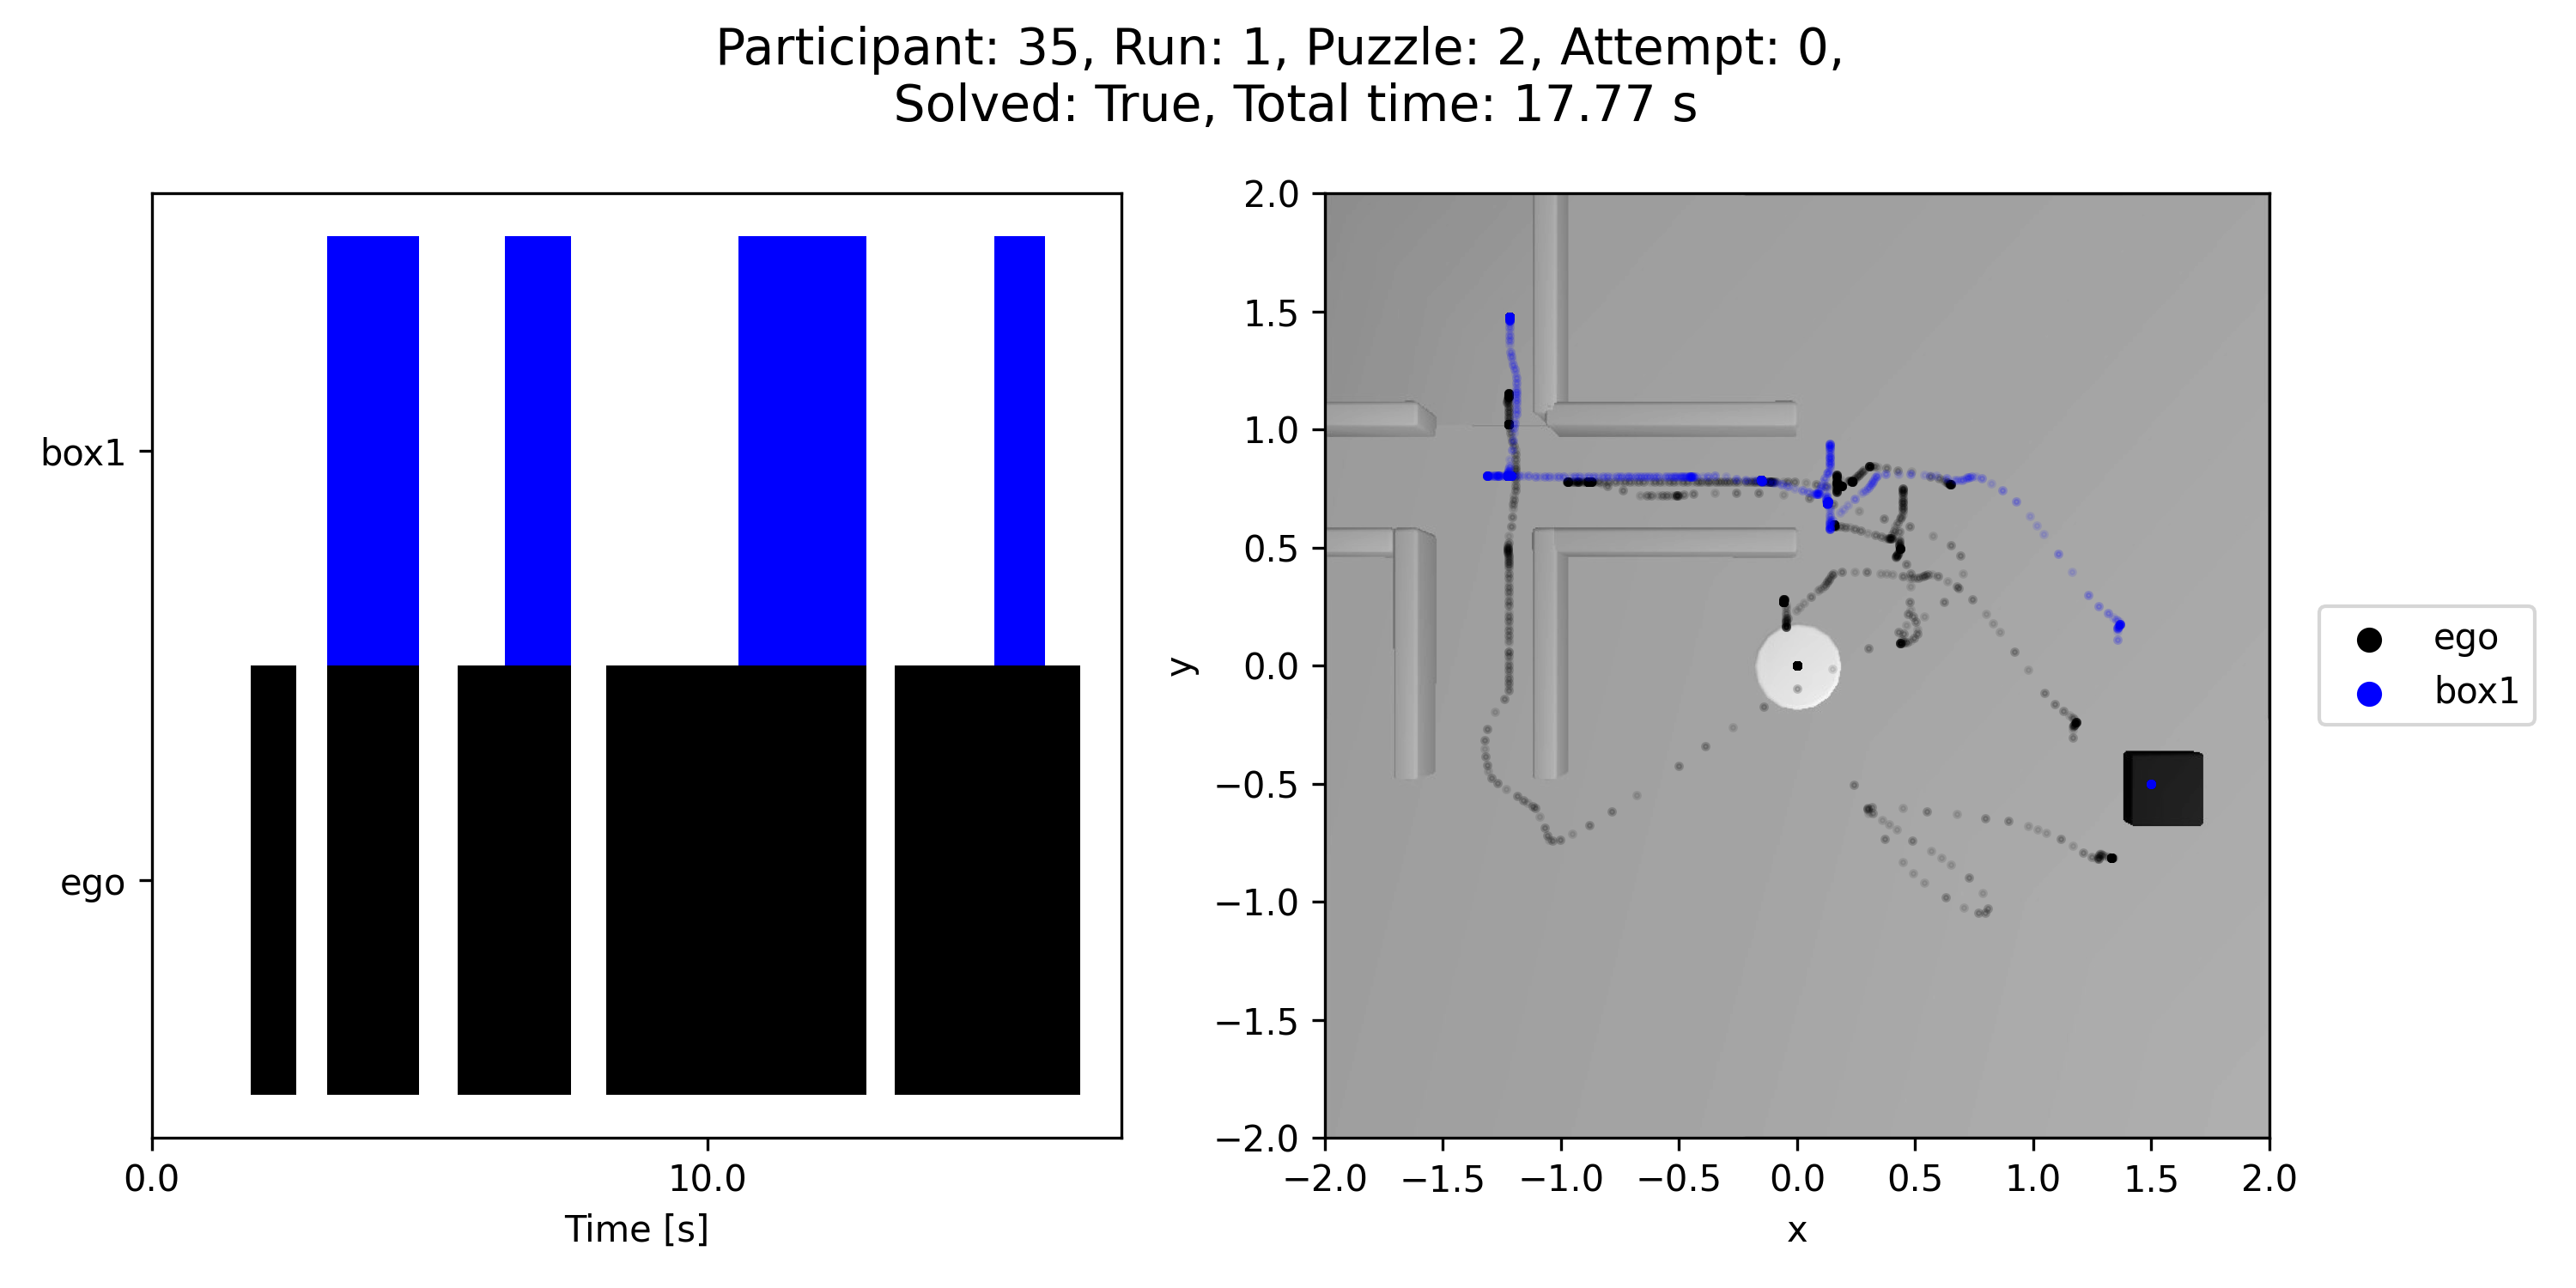 Participant: 35, Run: 1, Puzzle: 2, Attempt: 0,
Solved: True, Total time: 17.77 s
box1
ego
0.0
10.0
Time [s]
2.0
1.5
1.0
0.5
0.0
−0.5
−1.0
−1.5
−2.0
y
−2.0 −1.5 −1.0 −0.5 0.0 0.5 1.0 1.5 2.0
x
ego
box1